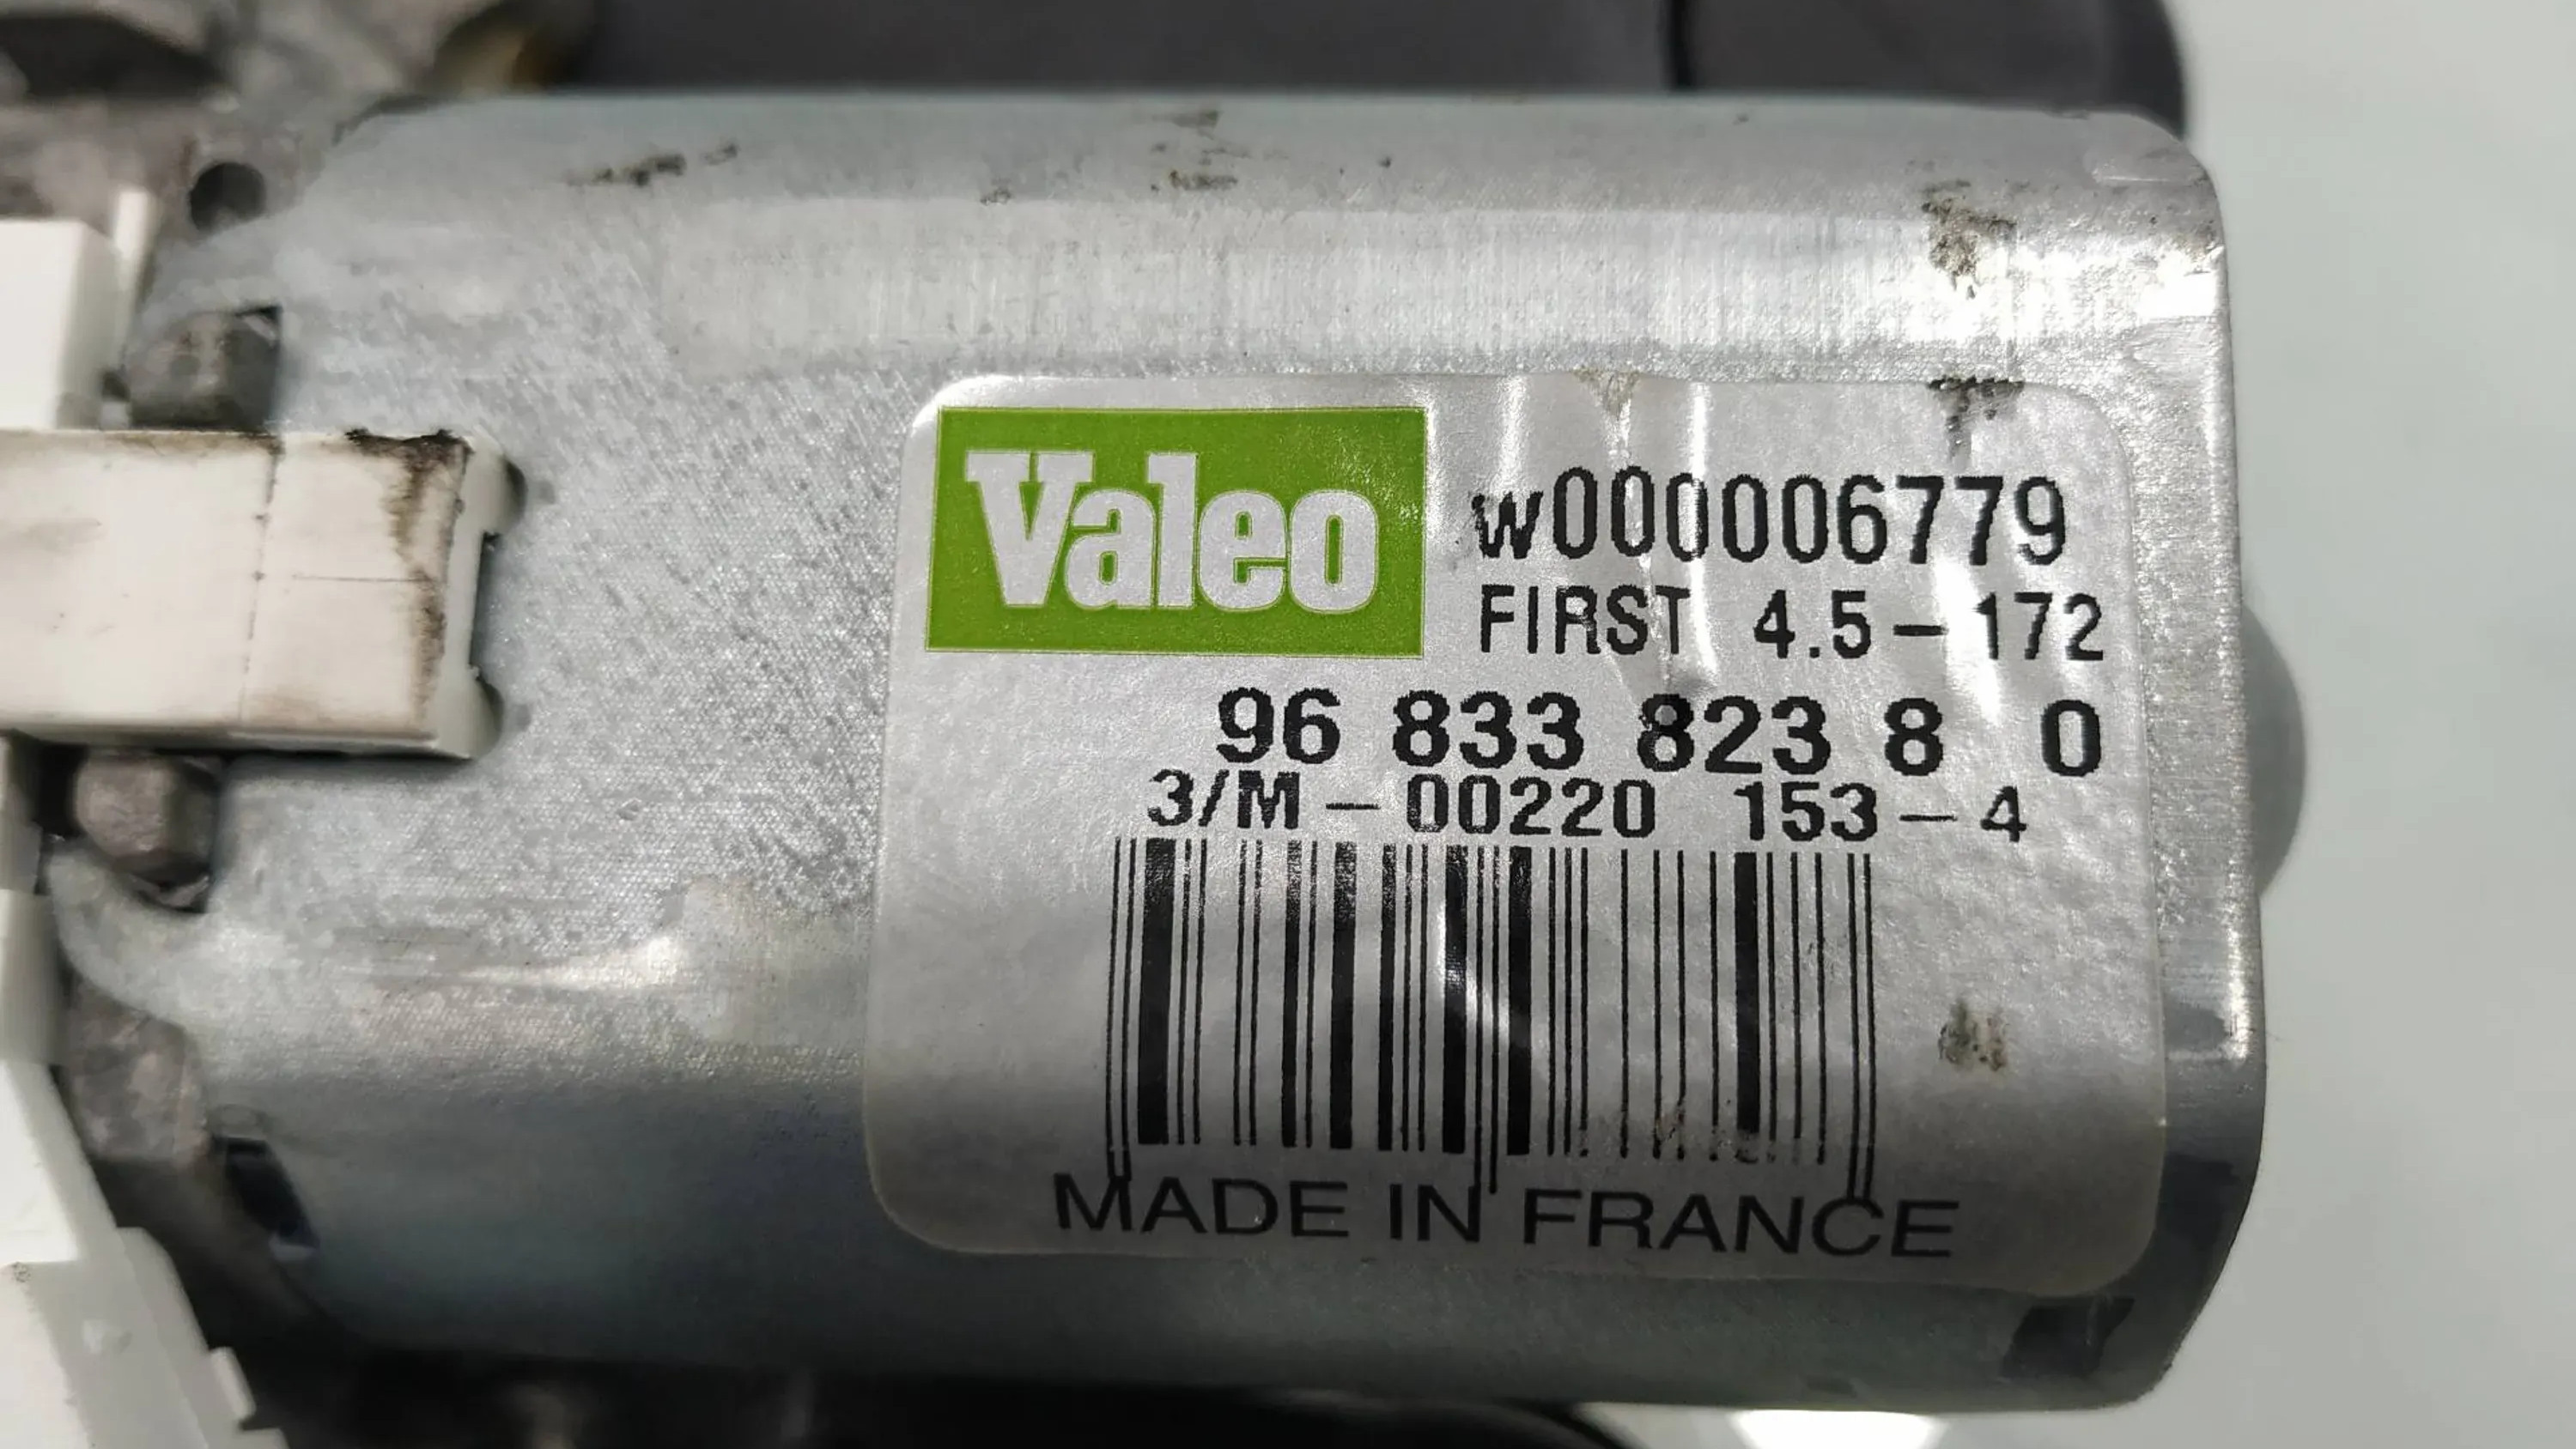 Valeo
w000006779
FIRST 4.5-172
96 833 823 8 0
3/M-00220 153-4
MADE IN FRANCE